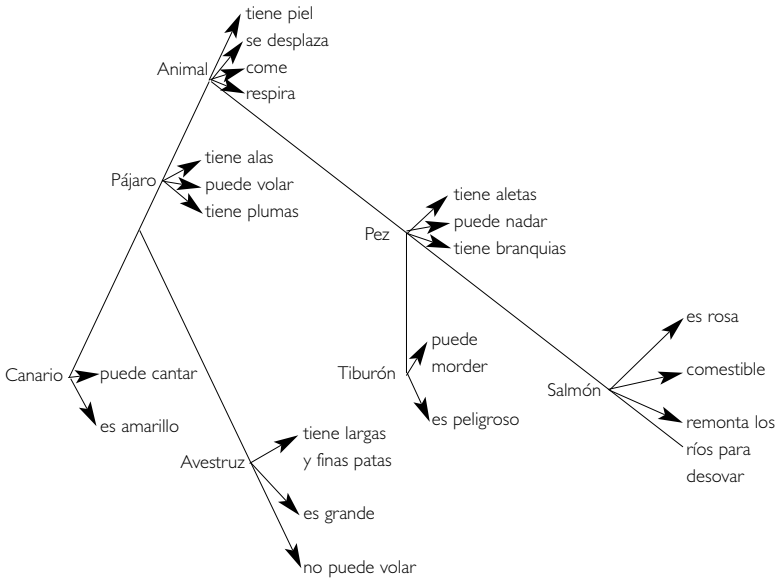 tiene piel
se desplaza
Animal
come
respira
tiene alas
Pájaro
puede volar
tiene plumas
tiene aletas
puede nadar
Pez
tiene branquias
es rosa
puede
morder
Canario
puede cantar
Tiburón
comestible
Salmón
es amarillo
es peligroso
remonta los
ríos para
desovar
tiene largas
y finas patas
Avestruz
es grande
no puede volar